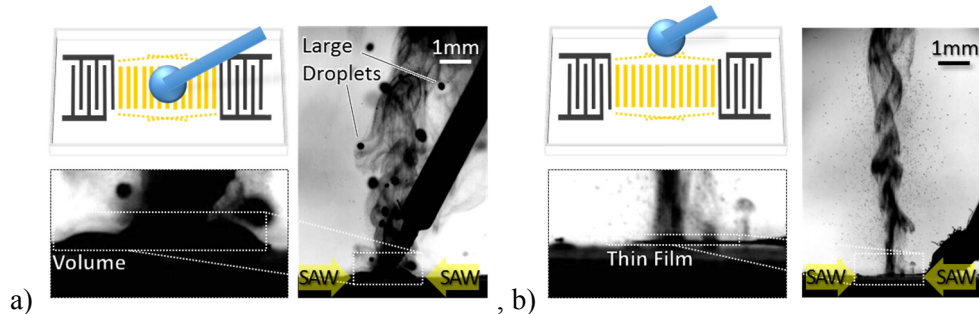 Large
Droplets
1mm
Volume
SAW
SAW
a)
1mm
Thin Film
SAW
SAW
, b)